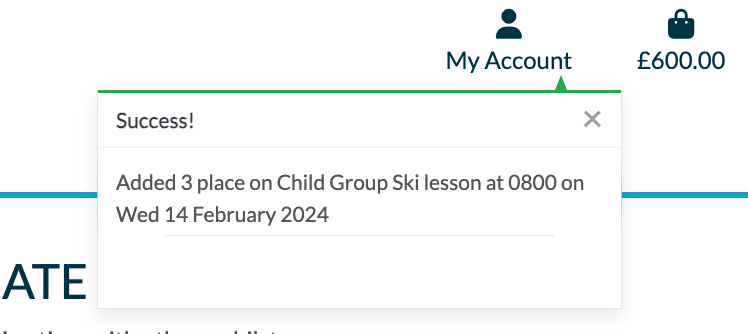 My Account
£600.00
Success!
Added 3 place on Child Group Ski lesson at 0800 on
Wed 14 February 2024
ATE